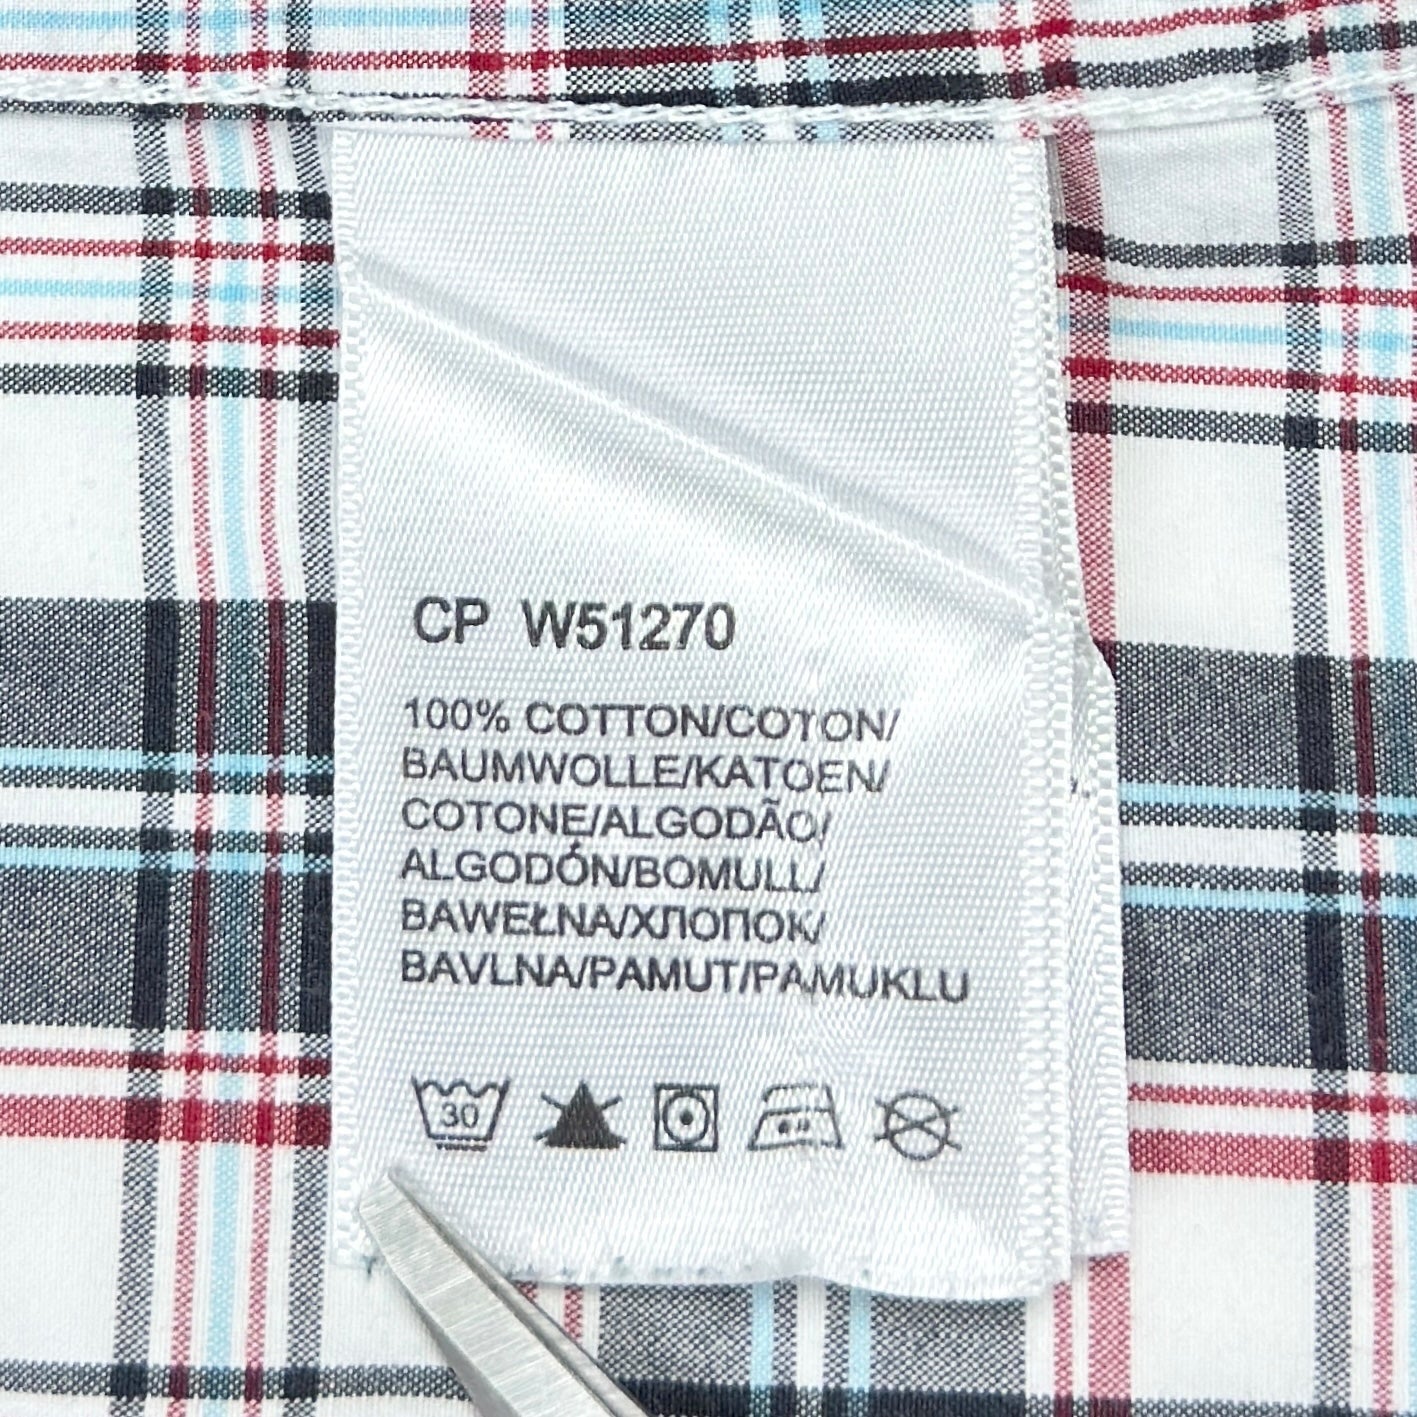 CP W51270
100% COTTON/COTON/
BAUMWOLLE/KATOEN/
COTONE/ALGODÃO/
ALGODÓN/BOMULL/
BAWEŁNA/ХЛОПОК/
BAVLNA/PAMUT/PAMUKLU
30